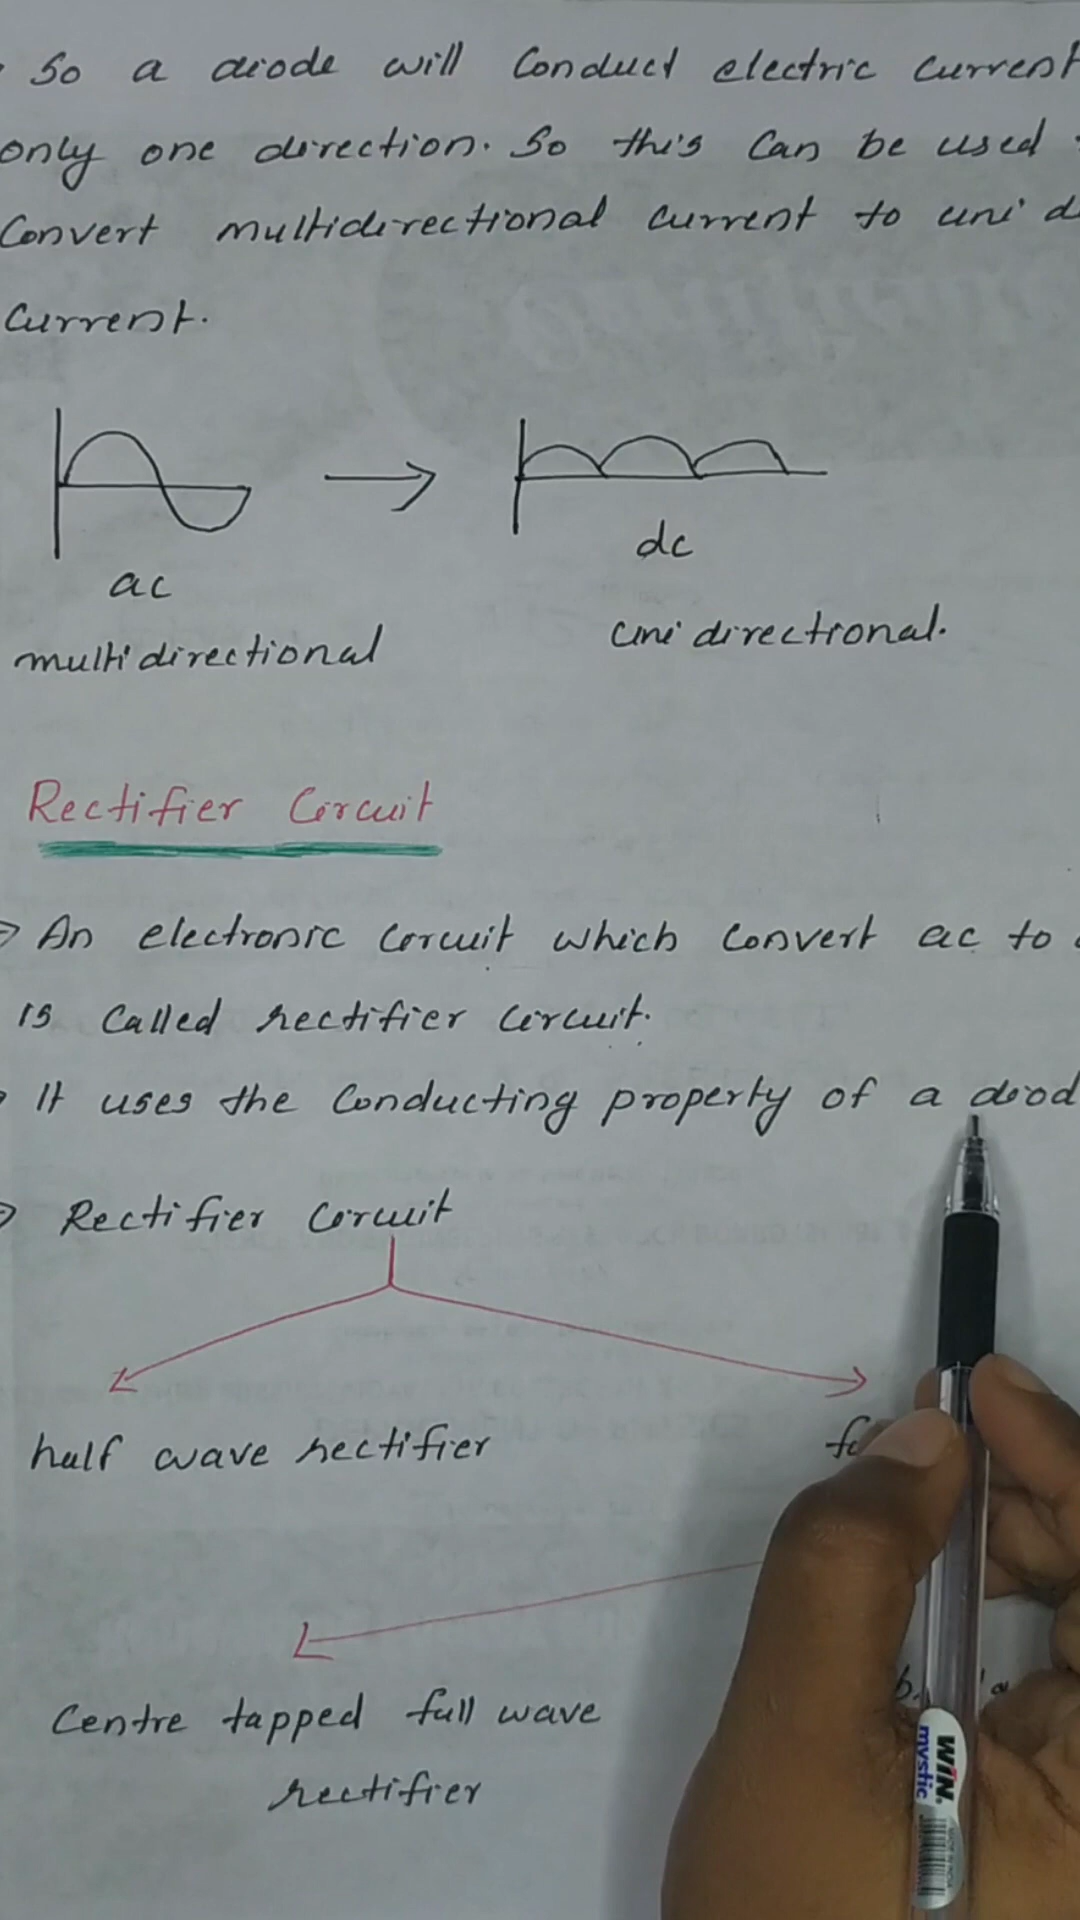 So a diode will Conduct electric current
only one direction. So this can be used
Convert multidirectional current to uni
current.
ac
multidirectional
dc
unidirectional.
Rectifier Circuit
An electronic circuit which convert ac to
is called rectifier circuit.
It uses the Conducting property of a diod
Rectifier Circuit
half wave rectifier
Centre tapped full wave
rectifier
WIN.
mystic